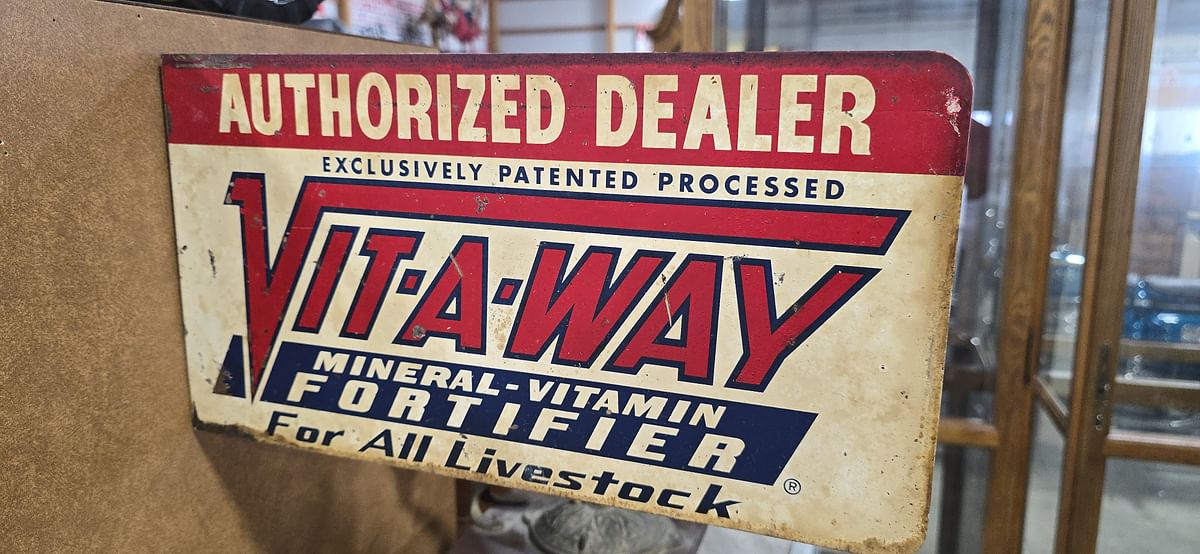 AUTHORIZED DEALER
EXCLUSIVELY PATENTED PROCESSED
VIT·A·WAY
MINERAL-VITAMIN
FORTIFIER
For All Livestock
®